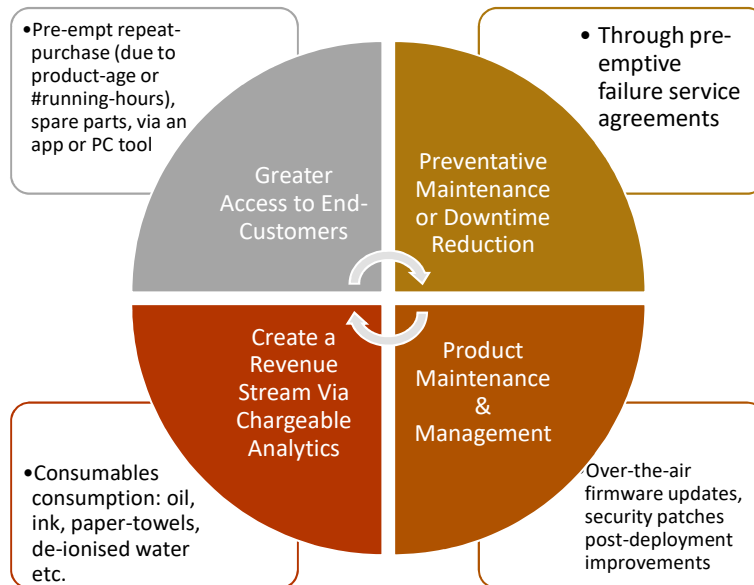 •Pre-empt repeat-
purchase (due to
product-age or
#running-hours),
spare parts, via an
app or PC tool
• Through pre-
emptive
failure service
agreements
Greater
Access to End-
Customers
Preventative
Maintenance
or Downtime
Reduction
Create a
Revenue
Stream Via
Chargeable
Analytics
Product
Maintenance
&
Management
•Consumables
consumption: oil,
ink, paper-towels,
de-ionised water
etc.
•Over-the-air
firmware updates,
security patches
post-deployment
improvements